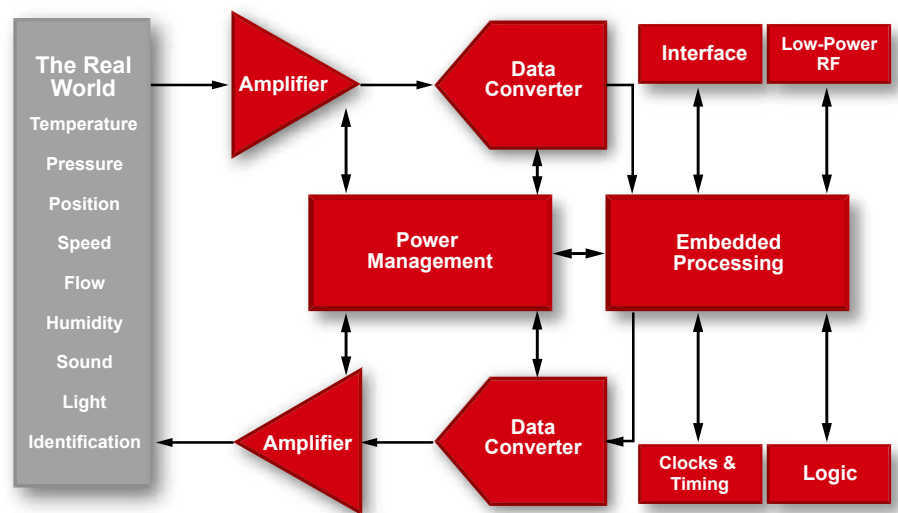 The Real
World
Temperature
Pressure
Position
Speed
Flow
Humidity
Sound
Light
Identification
Amplifier
Data
Converter
Interface
Low-Power
RF
Power
Management
Embedded
Processing
Amplifier
Data
Converter
Clocks &
Timing
Logic